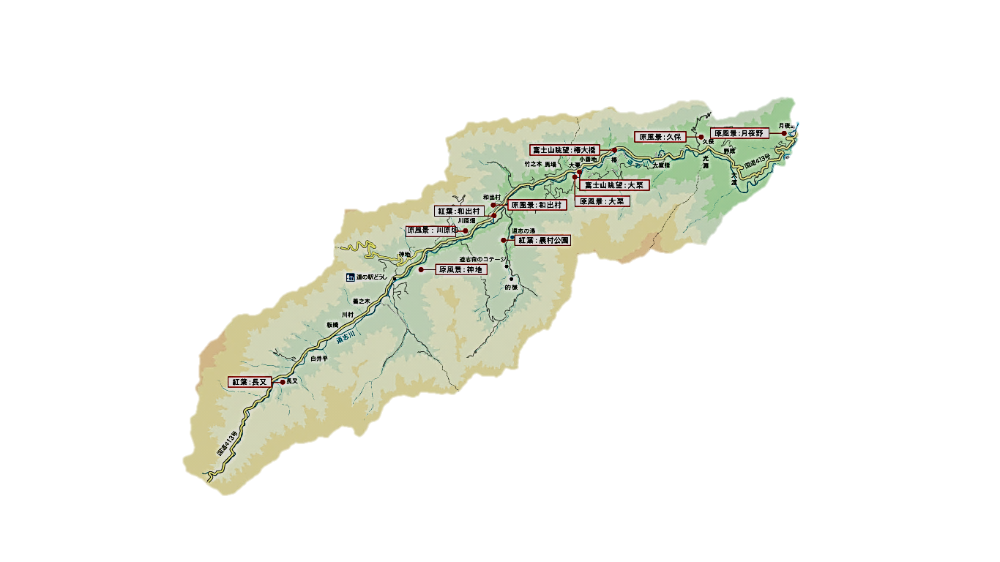 月夜野
原風景:月夜野
原風景:久保
久保
野原
国道413号
光淵
大渡
富士山眺望:椿大橋
椿
道志川
大室指
小善地
大栗
竹之本 馬場
富士山眺望:大栗
原風景:大栗
和出村
原風景:和出村
紅葉:和出村
川原畑
原風景:川原畑
道志の湯
紅葉:農村公園
神地
道志森のコテージ
原風景:神地
道の駅どうし
的様
善之木
川村
板橋
道志川
白井平
紅葉:長又
長又
国道413号